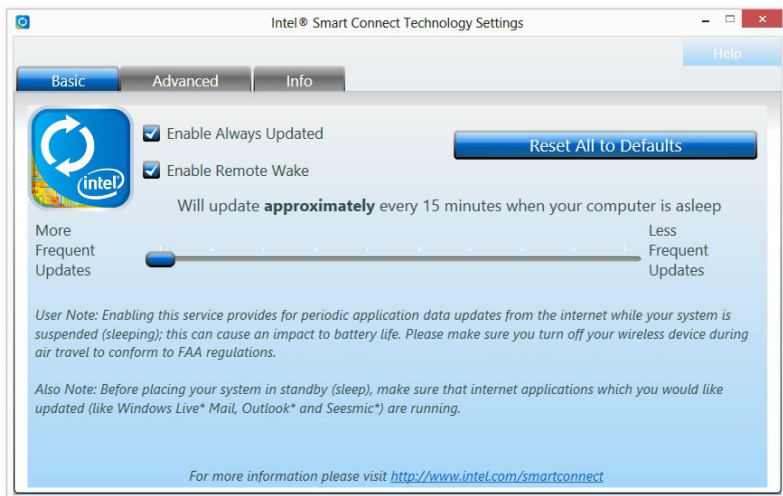 Intel® Smart Connect Technology Settings
Help
Basic Advanced Info
Enable Always Updated
Reset All to Defaults
Enable Remote Wake
intel
Will update approximately every 15 minutes when your computer is asleep
More
Frequent
Updates
Less
Frequent
Updates
User Note: Enabling this service provides for periodic application data updates from the internet while your system is
suspended (sleeping); this can cause an impact to battery life. Please make sure you turn off your wireless device during
air travel to conform to FAA regulations.
Also Note: Before placing your system in standby (sleep), make sure that internet applications which you would like
updated (like Windows Live* Mail, Outlook* and Seesmic*) are running.
For more information please visit http://www.intel.com/smartconnect